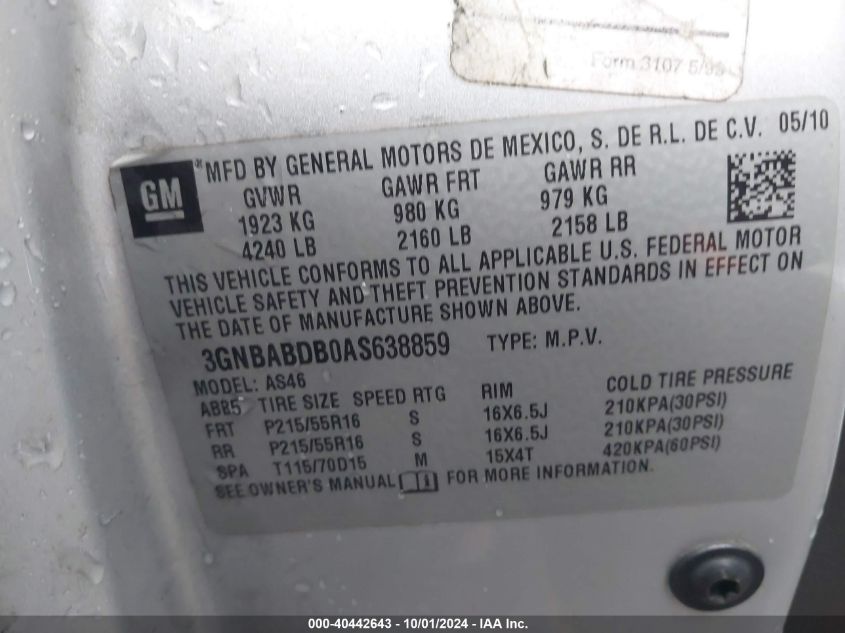 Form 3107 5/93
*MFD BY GENERAL MOTORS DE MEXICO, S. DE R.L. DE C.V. 05/10
GM
GVWR GAWR FRT GAWR RR
1923 KG 980 KG 979 KG
4240 LB 2160 LB 2158 LB
THIS VEHICLE CONFORMS TO ALL APPLICABLE U.S. FEDERAL MOTOR
VEHICLE SAFETY AND THEFT PREVENTION STANDARDS IN EFFECT ON
THE DATE OF MANUFACTURE SHOWN ABOVE.
3GNBABDB0AS638859 TYPE: M.P.V.
MODEL: AS46
ABB5 TIRE SIZE SPEED RTG RIM COLD TIRE PRESSURE
FRT P215/55R16 S 16X6.5J 210KPA(30PSI)
RR P215/55R16 S 16X6.5J 210KPA(30PSI)
SPA T115/70D15 M 15X4T 420KPA(60PSI)
SEE OWNER'S MANUAL FOR MORE INFORMATION.
000-40442643 - 10/01/2024 - IAA Inc.